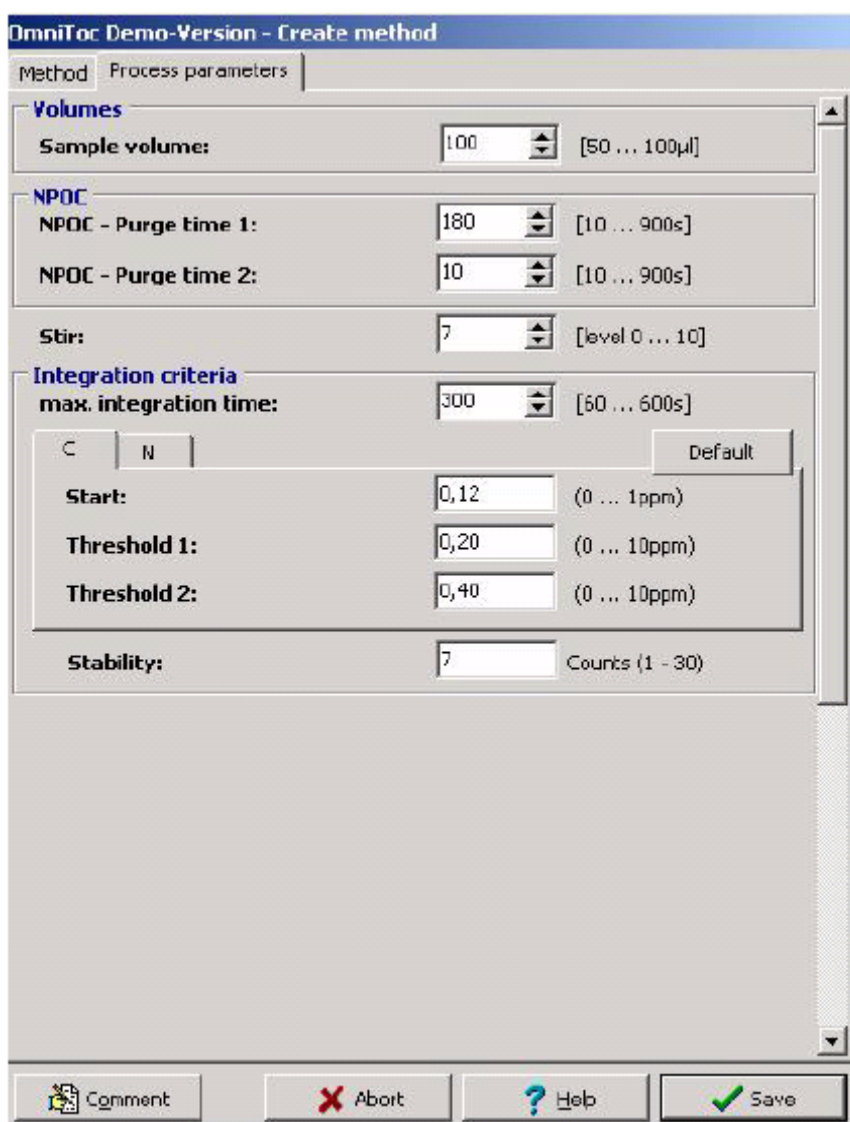 OmniToc Demo-Version - Create method
Method Process parameters
Volumes
Sample volume: 100 [50 ... 100µl]
NPOC
NPOC - Purge time 1: 180 [10 ... 900s]
NPOC - Purge time 2: 10 [10 ... 900s]
Stir: 7 [level 0 ... 10]
Integration criteria
max. integration time: 300 [60 ... 600s]
C N Default
Start: 0,12 (0 ... 1ppm)
Threshold 1: 0,20 (0 ... 10ppm)
Threshold 2: 0,40 (0 ... 10ppm)
Stability: 7 Counts (1 - 30)
Comment Abort Help Save